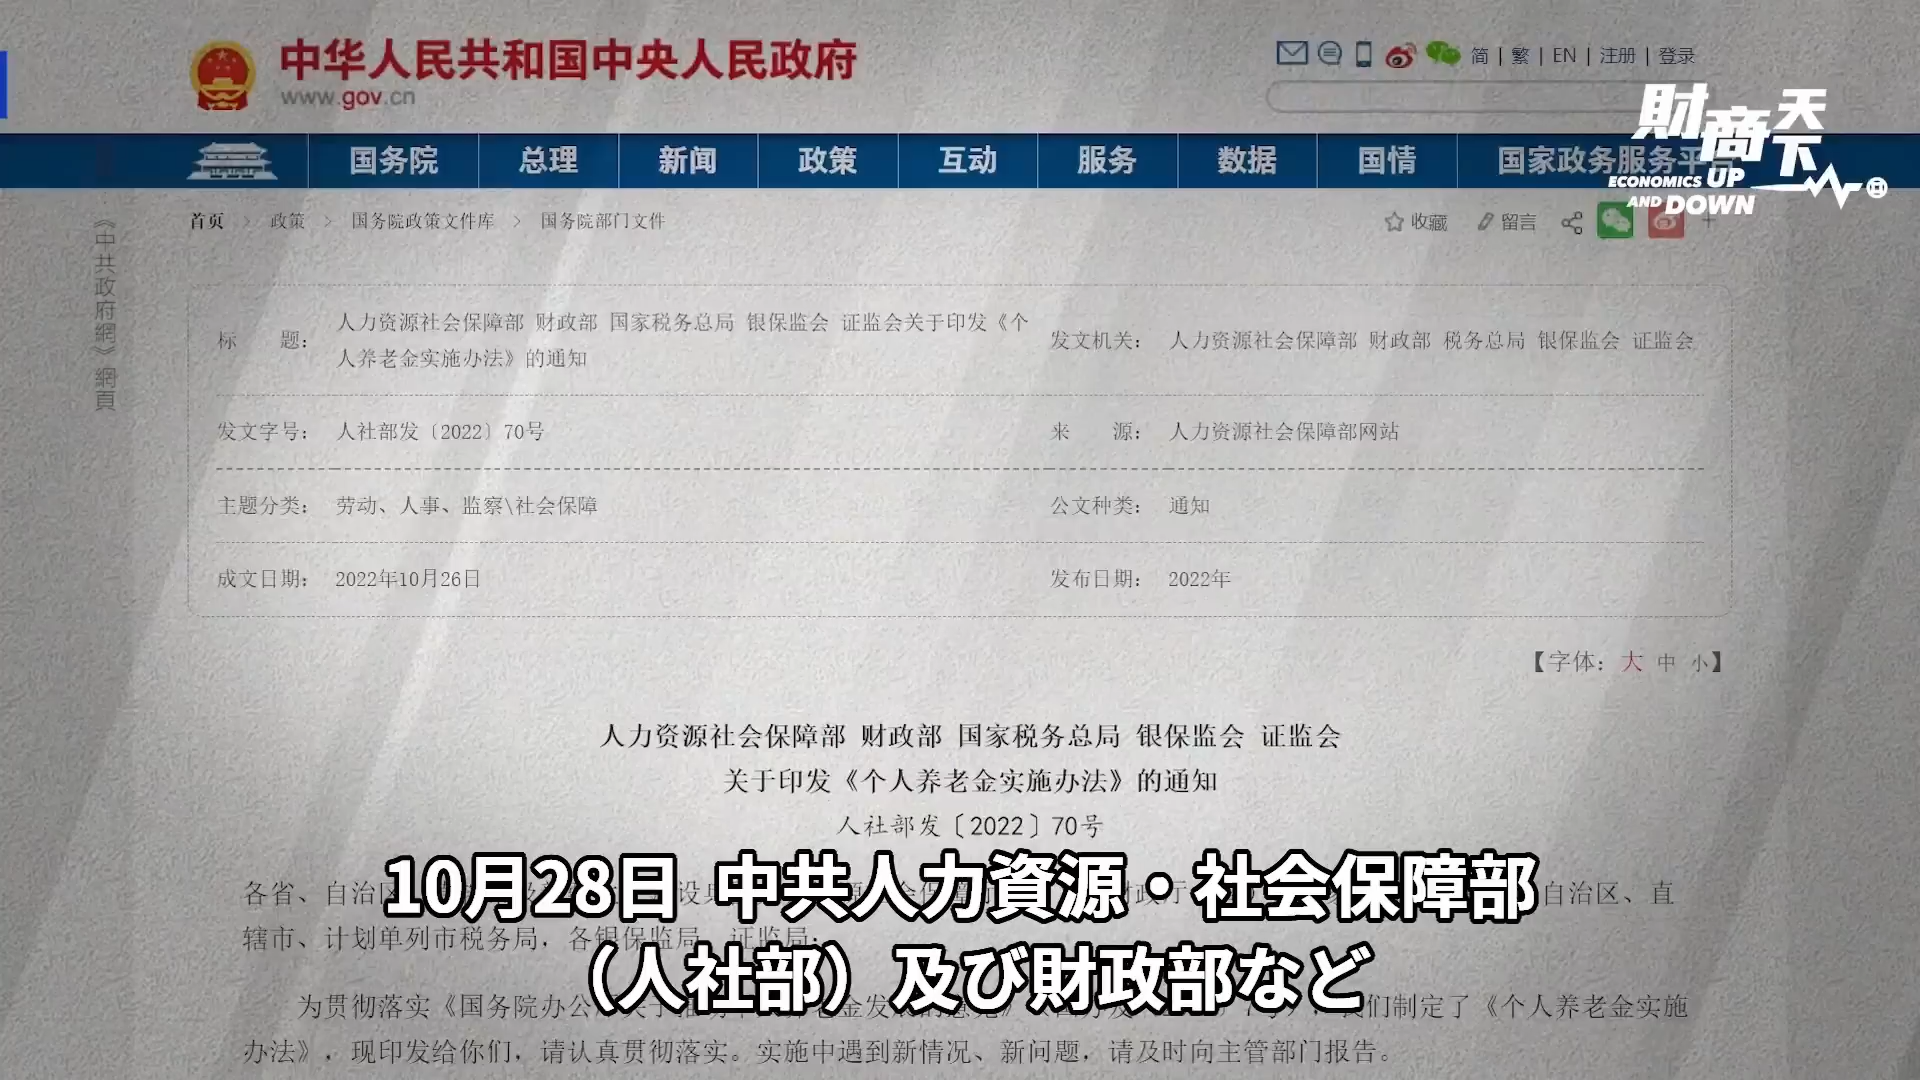 中华人民共和国中央人民政府
www.gov.cn
简 | 繁 | EN | 注册 | 登录
財商天下
ECONOMICS UP AND DOWN
国务院 总理 新闻 政策 互动 服务 数据 国情 国家政务服务平
首页 > 政策 > 国务院政策文件库 > 国务院部门文件
收藏 留言
《中共政府網》網頁
标 题： 人力资源社会保障部 财政部 国家税务总局 银保监会 证监会关于印发《个
人养老金实施办法》的通知
发文机关： 人力资源社会保障部 财政部 税务总局 银保监会 证监会
发文字号： 人社部发〔2022〕70号
来 源： 人力资源社会保障部网站
主题分类： 劳动、人事、监察\社会保障
公文种类： 通知
成文日期： 2022年10月26日
发布日期： 2022年
【字体： 大 中 小】
人力资源社会保障部 财政部 国家税务总局 银保监会 证监会
关于印发《个人养老金实施办法》的通知
人社部发〔2022〕70号
各省、自治区 自治区、直
辖市、计划单列市税务局，各银保监局、证监局：
为贯彻落实《国务院办公 们制定了《个人养老金实施
办法》，现印发给你们，请认真贯彻落实。实施中遇到新情况、新问题，请及时向主管部门报告。
10月28日 中共人力資源・社会保障部
（人社部）及び財政部など